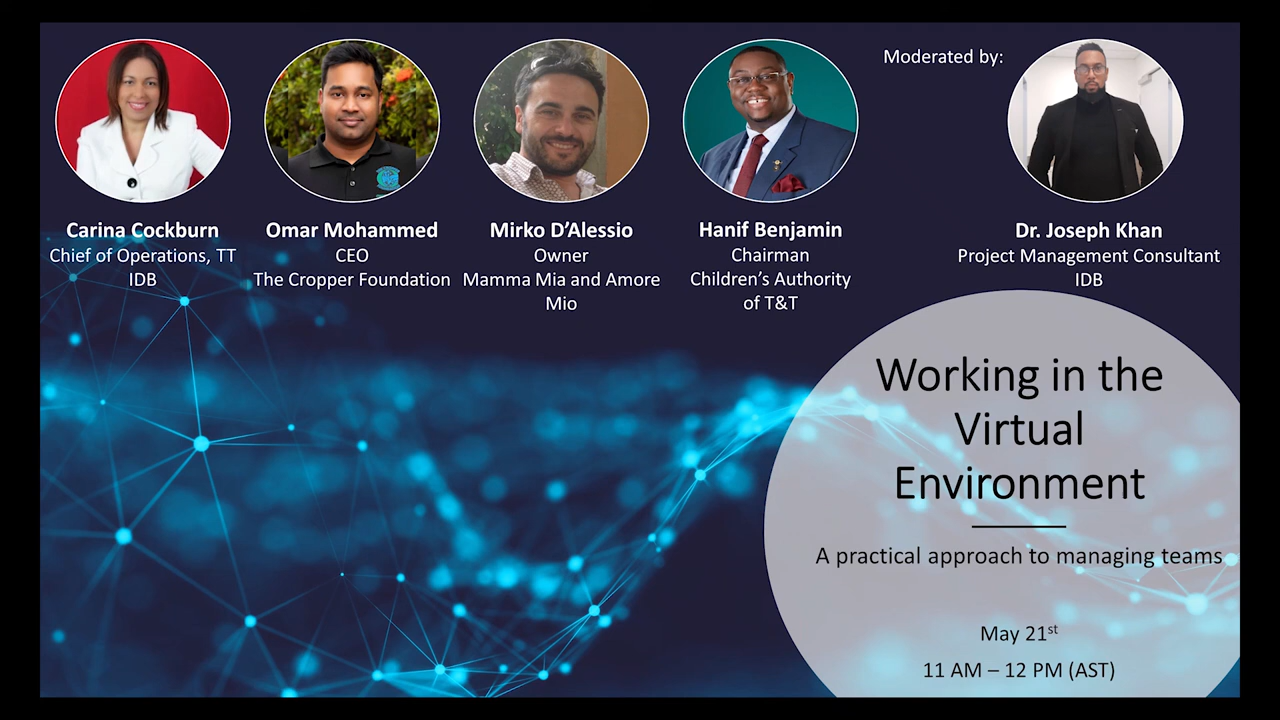 Moderated by:
Carina Cockburn
Chief of Operations, TT
IDB
Omar Mohammed
CEO
The Cropper Foundation
Mirko D’Alessio
Owner
Mamma Mia and Amore
Mio
Hanif Benjamin
Chairman
Children’s Authority
of T&T
Dr. Joseph Khan
Project Management Consultant
IDB
Working in the
Virtual
Environment
A practical approach to managing teams
May 21st
11 AM – 12 PM (AST)